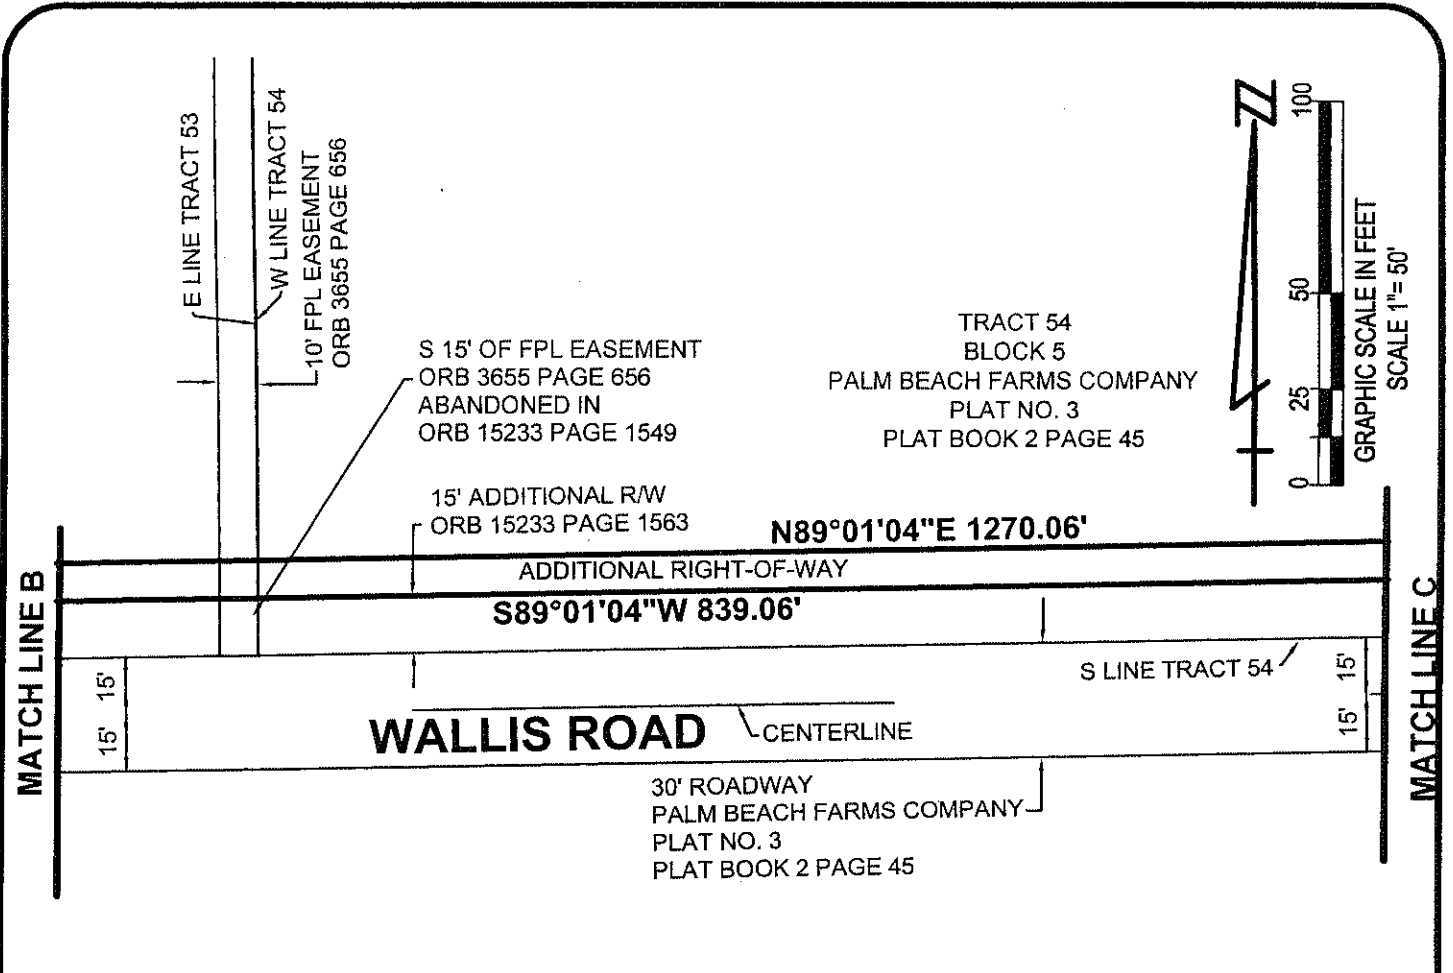 E LINE TRACT 53
W LINE TRACT 54
10' FPL EASEMENT
ORB 3655 PAGE 656
S 15' OF FPL EASEMENT
ORB 3655 PAGE 656
ABANDONED IN
ORB 15233 PAGE 1549
TRACT 54
BLOCK 5
PALM BEACH FARMS COMPANY
PLAT NO. 3
PLAT BOOK 2 PAGE 45
N
0 25 50 100
GRAPHIC SCALE IN FEET
SCALE 1"= 50'
15' ADDITIONAL R/W
ORB 15233 PAGE 1563
N89°01'04"E 1270.06'
ADDITIONAL RIGHT-OF-WAY
S89°01'04"W 839.06'
MATCH LINE B
MATCH LINE C
S LINE TRACT 54
15'
15'
15'
15'
WALLIS ROAD
CENTERLINE
30' ROADWAY
PALM BEACH FARMS COMPANY
PLAT NO. 3
PLAT BOOK 2 PAGE 45